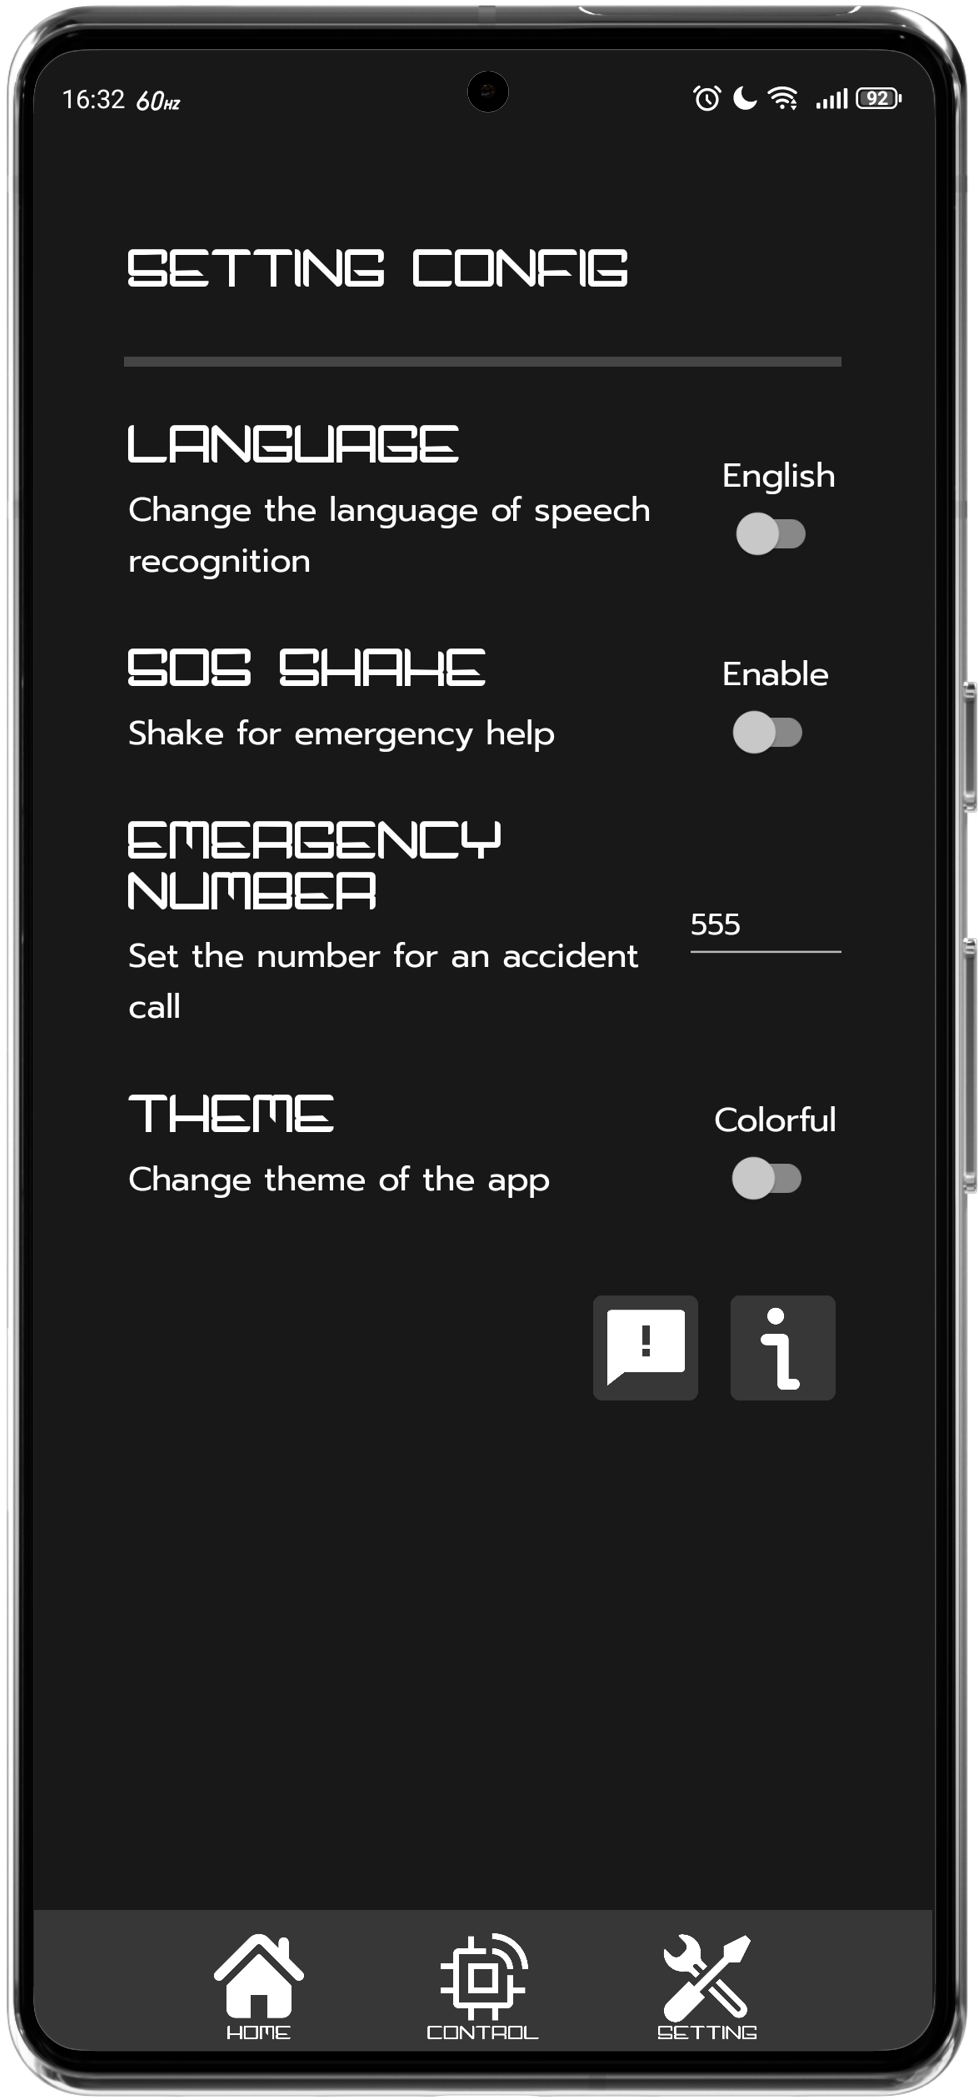 16:32 60HZ
92
SETTING CONFIG
LANGUAGE
English
Change the language of speech
recognition
SOS SHAKE
Enable
Shake for emergency help
EMERGENCY
NUMBER
555
Set the number for an accident
call
THEME
Colorful
Change theme of the app
HOME
CONTROL
SETTING